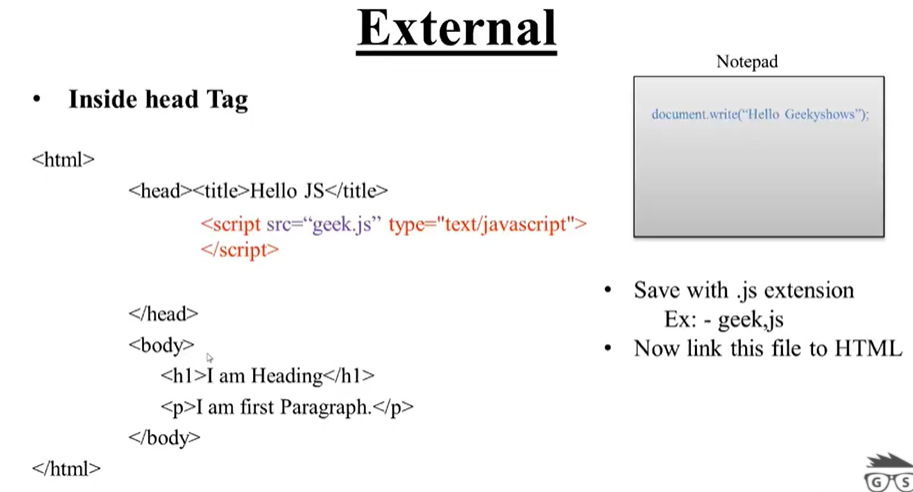 External
• Inside head Tag
<html>
<head><title>Hello JS</title>
<script src=“geek.js” type="text/javascript">
</script>
</head>
<body>
<h1>I am Heading</h1>
<p>I am first Paragraph.</p>
</body>
</html>
Notepad
document.write(“Hello Geekyshows”);
• Save with .js extension
Ex: - geek,js
• Now link this file to HTML
G S